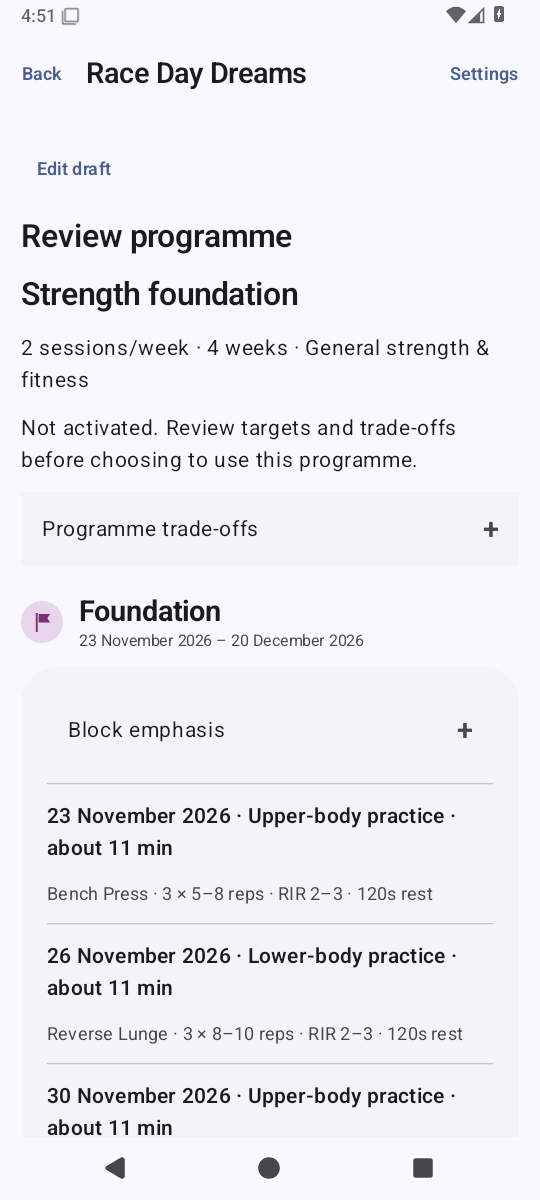 4:51
Back Race Day Dreams Settings
Edit draft
Review programme
Strength foundation
2 sessions/week · 4 weeks · General strength &
fitness
Not activated. Review targets and trade-offs
before choosing to use this programme.
Programme trade-offs +
Foundation
23 November 2026 – 20 December 2026
Block emphasis +
23 November 2026 · Upper-body practice ·
about 11 min
Bench Press · 3 × 5–8 reps · RIR 2–3 · 120s rest
26 November 2026 · Lower-body practice ·
about 11 min
Reverse Lunge · 3 × 8–10 reps · RIR 2–3 · 120s rest
30 November 2026 · Upper-body practice ·
about 11 min